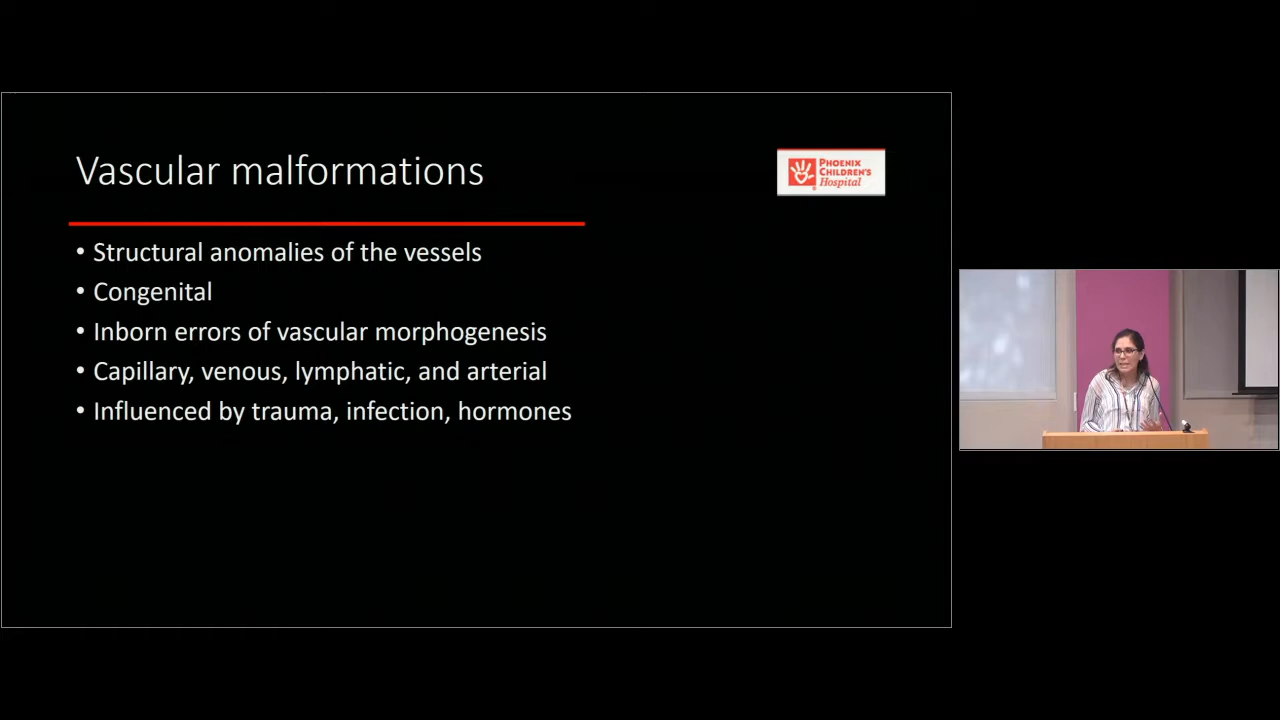 Vascular malformations
PHOENIX
CHILDREN'S
Hospital
• Structural anomalies of the vessels
• Congenital
• Inborn errors of vascular morphogenesis
• Capillary, venous, lymphatic, and arterial
• Influenced by trauma, infection, hormones